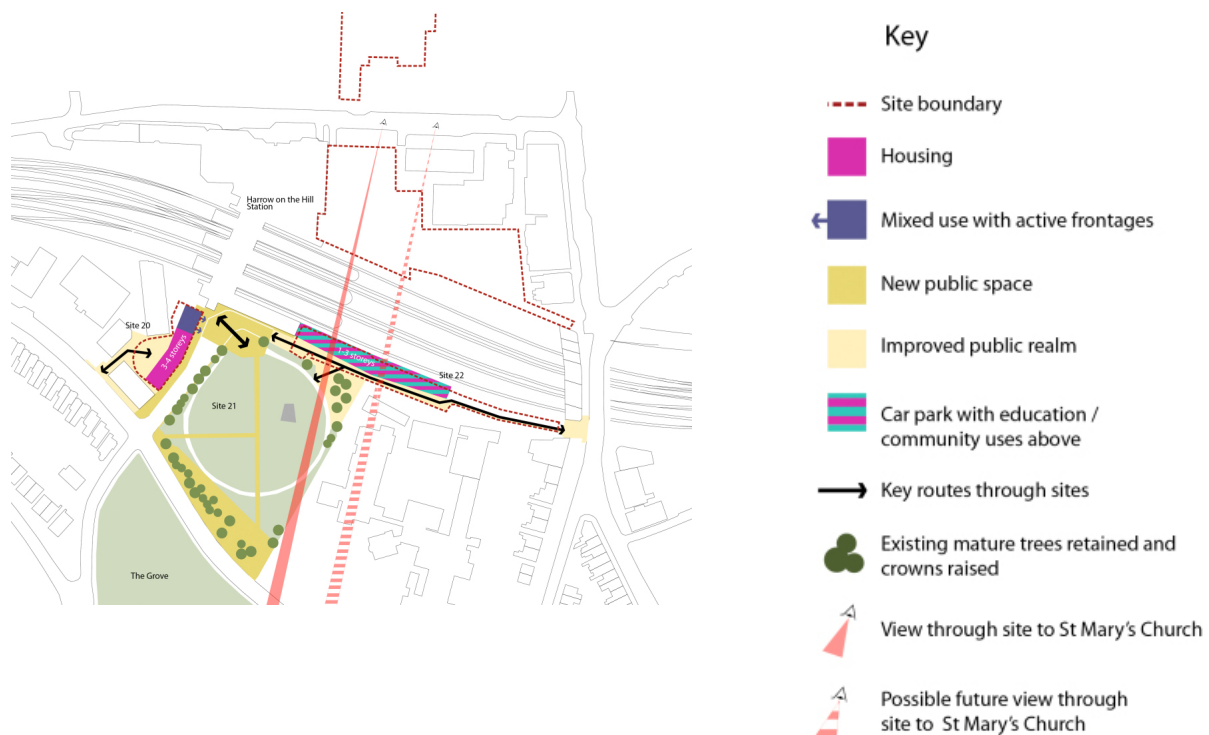 Harrow on the Hill
Station
Site 20
3-4 storeys
Site 21
1-3 storeys
Site 22
The Grove
Key
Site boundary
Housing
Mixed use with active frontages
New public space
Improved public realm
Car park with education /
community uses above
Key routes through sites
Existing mature trees retained and
crowns raised
View through site to St Mary's Church
Possible future view through
site to St Mary's Church